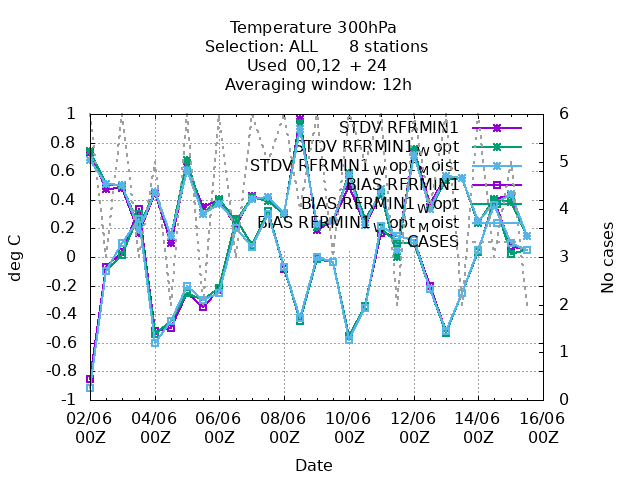 Temperature 300hPa
Selection: ALL 8 stations
Used 00,12 + 24
Averaging window: 12h
1
0.8
0.6
0.4
0.2
0
-0.2
-0.4
-0.6
-0.8
-1
deg C
STDV RFRMIN1
STDV RFRMIN1_W opt
STDV RFRMIN1_W opt_M oist
BIAS RFRMIN1
BIAS RFRMIN1_W opt
BIAS RFRMIN1_W opt_M oist
CASES
6
5
4
3
2
1
0
No cases
02/06 04/06 06/06 08/06 10/06 12/06 14/06 16/06
00Z 00Z 00Z 00Z 00Z 00Z 00Z 00Z
Date